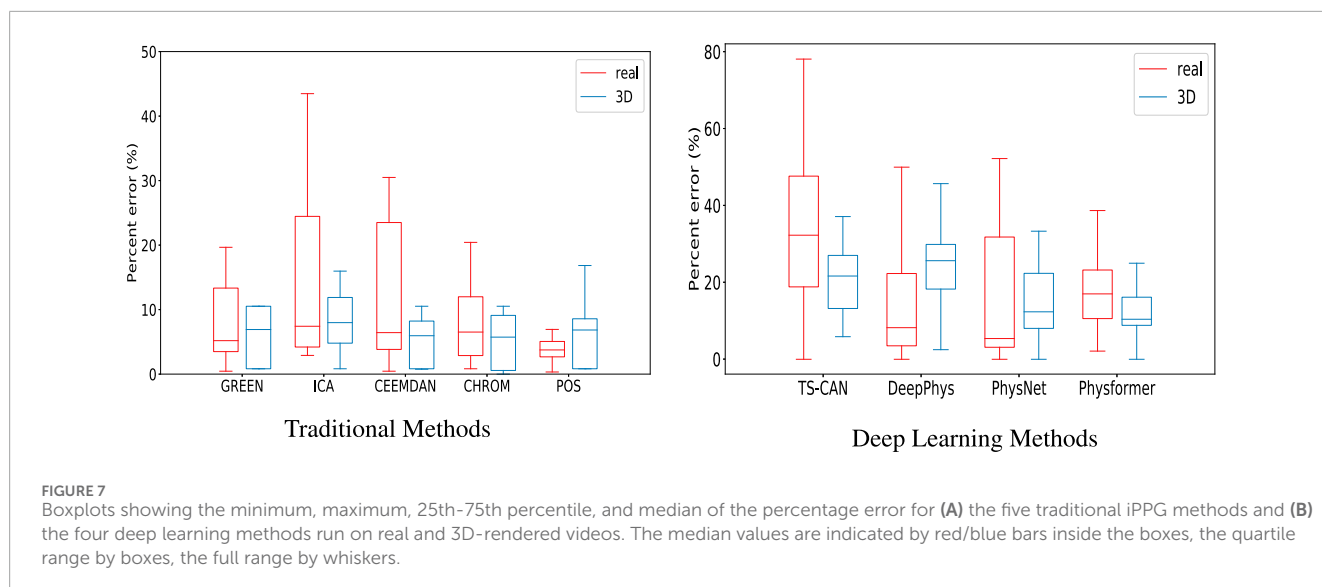 50
40
30
20
10
0
Percent error (%)
real
3D
GREEN
ICA
CEEMDAN
CHROM
POS
Traditional Methods
80
60
40
20
0
Percent error (%)
real
3D
TS-CAN
DeepPhys
PhysNet
Physformer
Deep Learning Methods
FIGURE 7
Boxplots showing the minimum, maximum, 25th-75th percentile, and median of the percentage error for (A) the five traditional iPPG methods and (B)
the four deep learning methods run on real and 3D-rendered videos. The median values are indicated by red/blue bars inside the boxes, the quartile
range by boxes, the full range by whiskers.